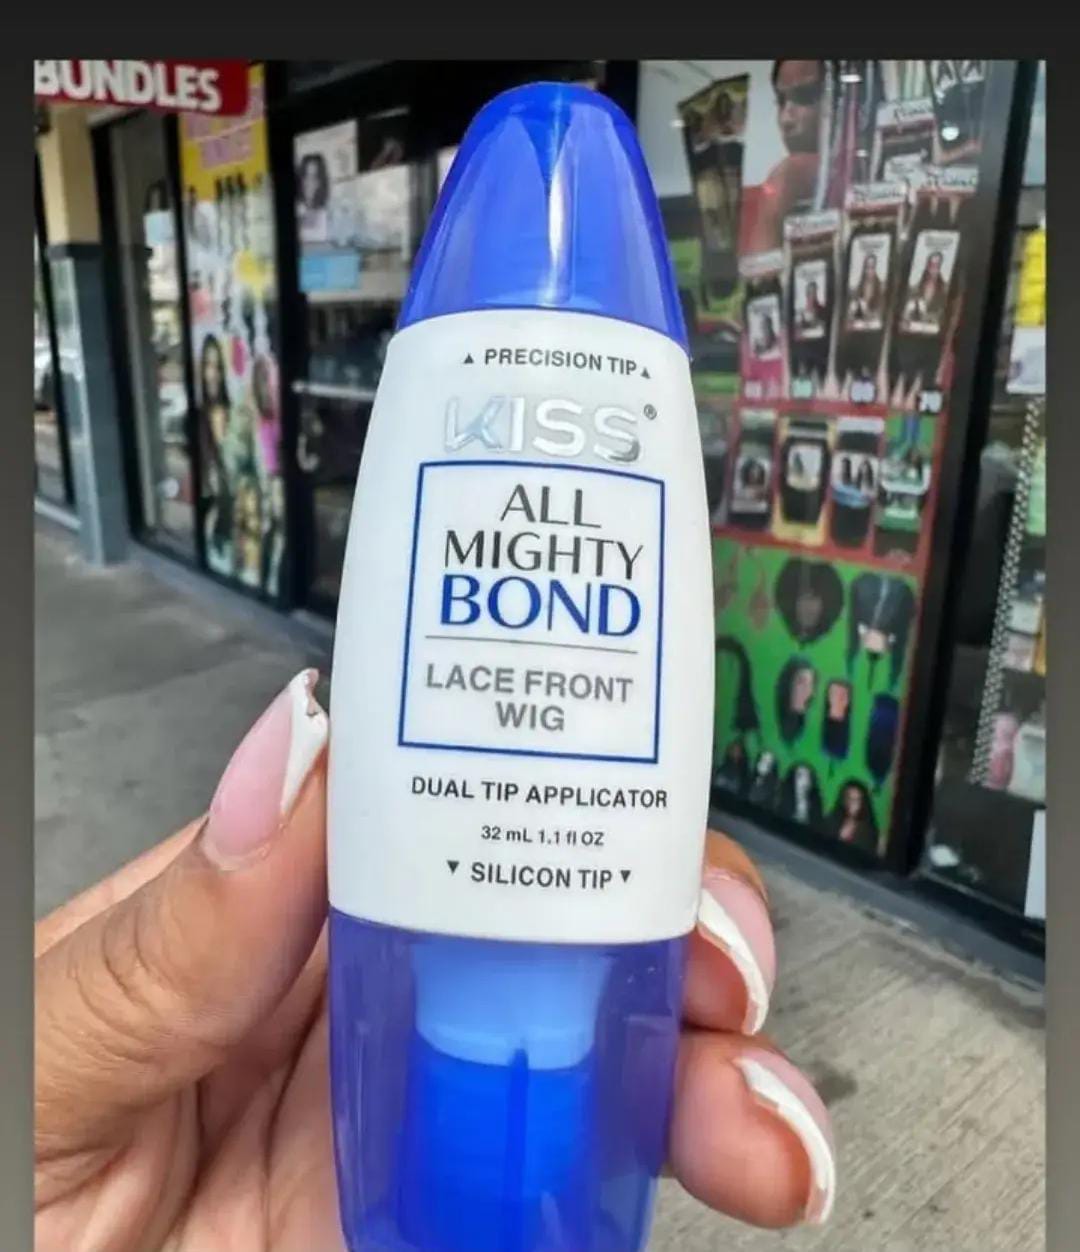 BUNDLES
▲ PRECISION TIP ▲
KISS®
ALL
MIGHTY
BOND
LACE FRONT
WIG
DUAL TIP APPLICATOR
32 mL 1.1 fl OZ
▼ SILICON TIP ▼